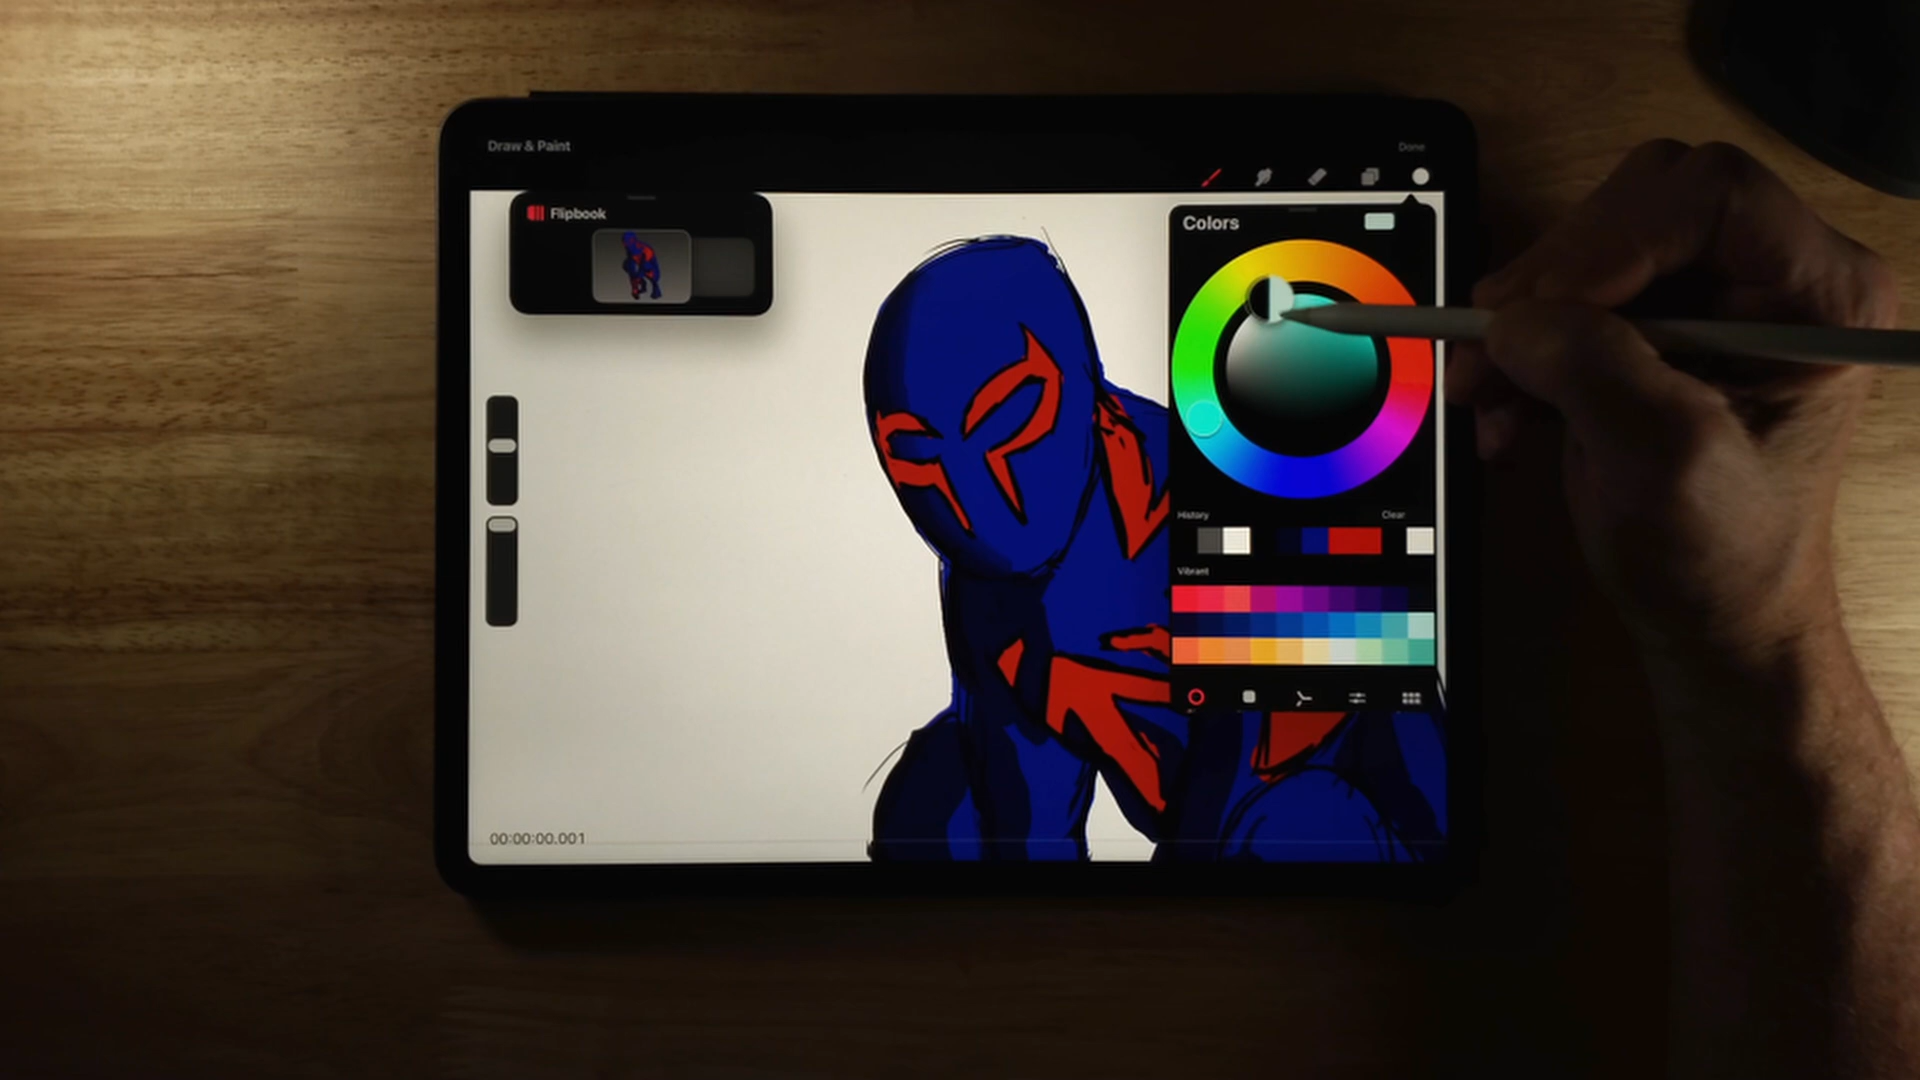 Draw & Paint
Done
Flipbook
Colors
History
Clear
Vibrant
00:00:00.001